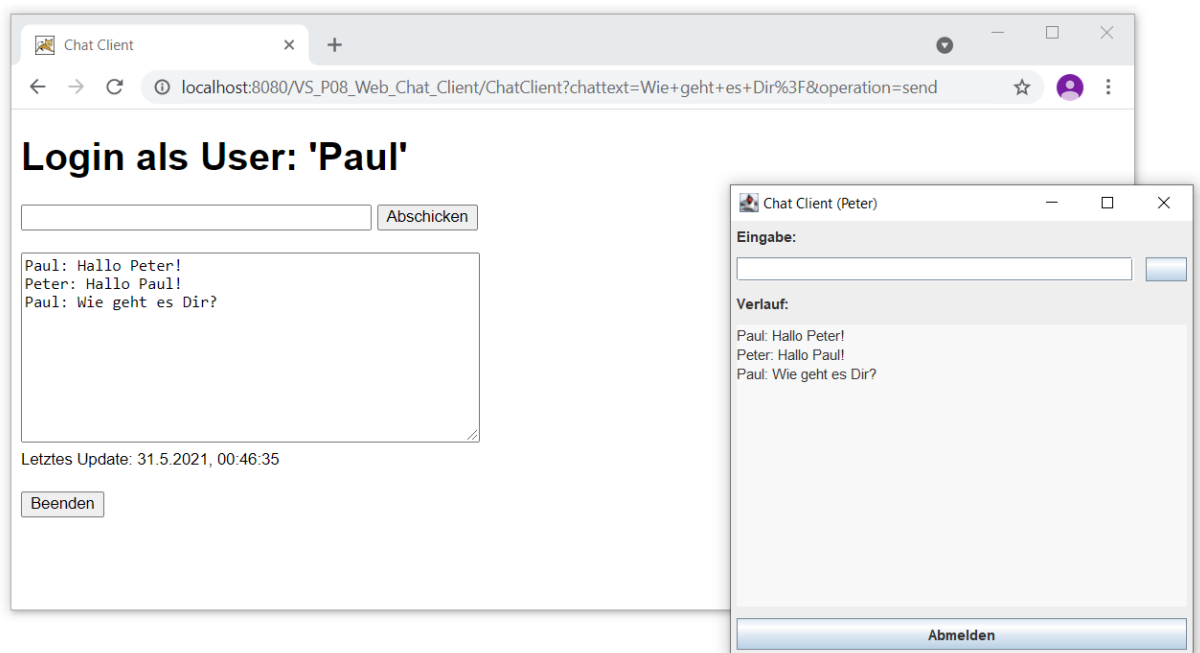 Chat Client
localhost:8080/VS_P08_Web_Chat_Client/ChatClient?chattext=Wie+geht+es+Dir%3F&operation=send
Login als User: 'Paul'
Abschicken
Paul: Hallo Peter!
Peter: Hallo Paul!
Paul: Wie geht es Dir?
Letztes Update: 31.5.2021, 00:46:35
Beenden
Chat Client (Peter)
Eingabe:
Verlauf:
Paul: Hallo Peter!
Peter: Hallo Paul!
Paul: Wie geht es Dir?
Abmelden